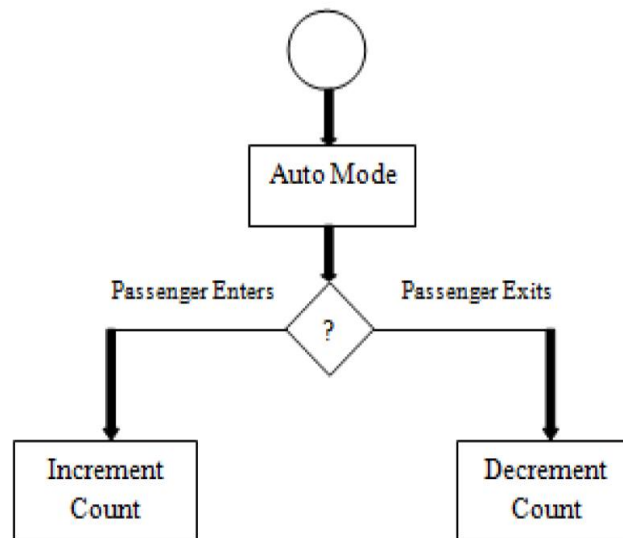 Auto Mode
Passenger Enters
Passenger Exits
?
Increment
Count
Decrement
Count